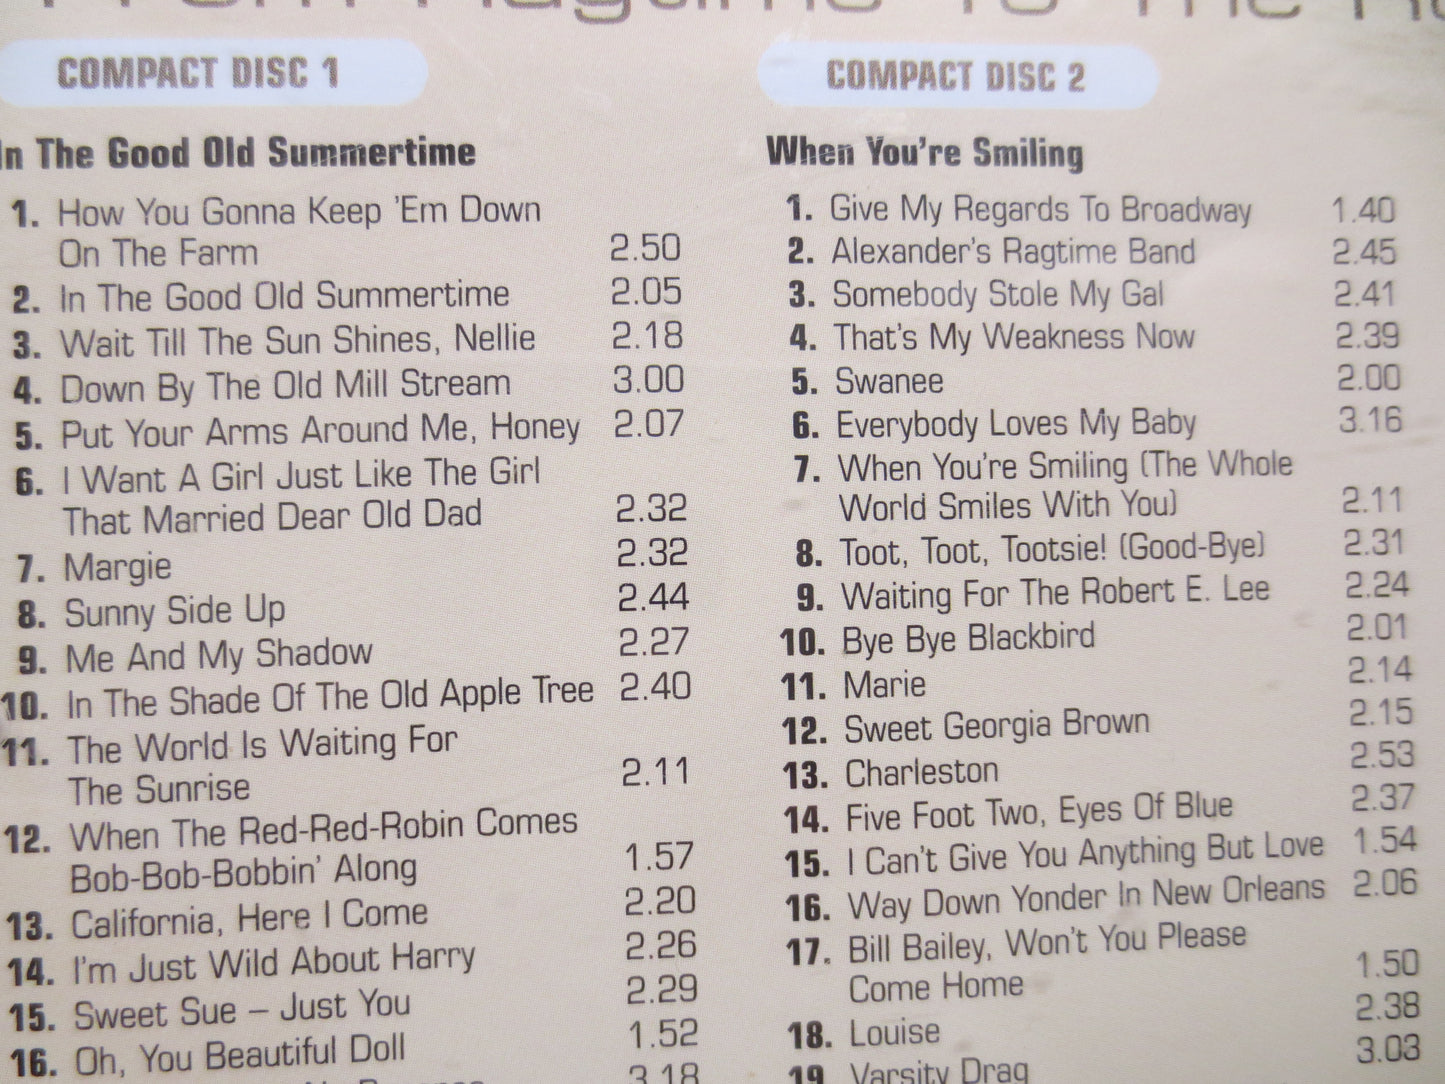 COMPACT DISC 1
In The Good Old Summertime
1. How You Gonna Keep 'Em Down
On The Farm 2.50
2. In The Good Old Summertime 2.05
3. Wait Till The Sun Shines, Nellie 2.18
4. Down By The Old Mill Stream 3.00
5. Put Your Arms Around Me, Honey 2.07
6. I Want A Girl Just Like The Girl
That Married Dear Old Dad 2.32
7. Margie 2.32
8. Sunny Side Up 2.44
9. Me And My Shadow 2.27
10. In The Shade Of The Old Apple Tree 2.40
11. The World Is Waiting For
The Sunrise 2.11
12. When The Red-Red-Robin Comes
Bob-Bob-Bobbin' Along 1.57
13. California, Here I Come 2.20
14. I'm Just Wild About Harry 2.26
15. Sweet Sue – Just You 2.29
16. Oh, You Beautiful Doll 1.52
3.18
COMPACT DISC 2
When You're Smiling
1. Give My Regards To Broadway 1.40
2. Alexander's Ragtime Band 2.45
3. Somebody Stole My Gal 2.41
4. That's My Weakness Now 2.39
5. Swanee 2.00
6. Everybody Loves My Baby 3.16
7. When You're Smiling (The Whole
World Smiles With You) 2.11
8. Toot, Toot, Tootsie! (Good-Bye) 2.31
9. Waiting For The Robert E. Lee 2.24
10. Bye Bye Blackbird 2.01
11. Marie 2.14
12. Sweet Georgia Brown 2.15
13. Charleston 2.53
14. Five Foot Two, Eyes Of Blue 2.37
15. I Can't Give You Anything But Love 1.54
16. Way Down Yonder In New Orleans 2.06
17. Bill Bailey, Won't You Please
Come Home 1.50
18. Louise 2.38
19. Varsity Drag 3.03